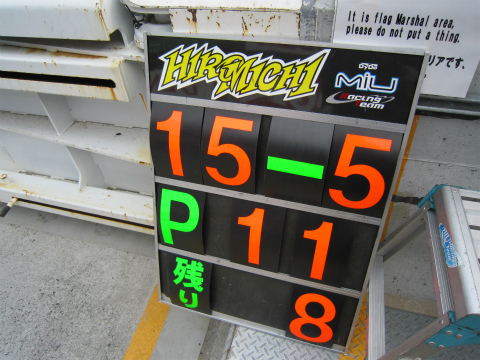 It is flag Marshal area,
please do not put a thing.
リアです、
HIROMICHI
MiU
Racing
team
15-5
P 11
残り 8